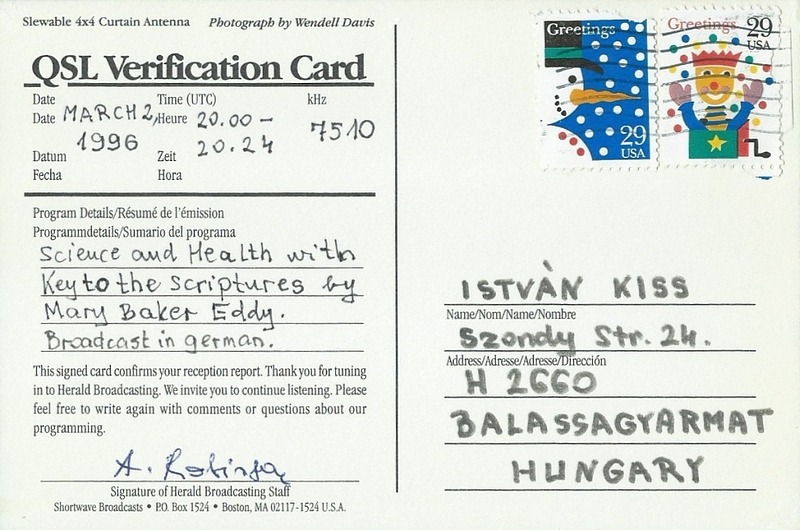 Slewable 4x4 Curtain Antenna Photograph by Wendell Davis
QSL Verification Card
Date Time (UTC) kHz
Date MARCH 2, Heure 20.00 - 7510
1996 20.24
Datum Zeit
Fecha Hora
Program Details/Résumé de l'émission
Programmdetails/Sumario del programa
Science and Health with
Key to the Scriptures by
Mary Baker Eddy.
Broadcast in german.
This signed card confirms your reception report. Thank you for tuning
in to Herald Broadcasting. We invite you to continue listening. Please
feel free to write again with comments or questions about our
programming.
A. Robinson
Signature of Herald Broadcasting Staff
Shortwave Broadcasts • P.O. Box 1524 • Boston, MA 02117-1524 U.S.A.
Greetings
29
USA
Greetings 29
USA
ISTVÀN KISS
Name/Nom/Name/Nombre
Szondy Str. 24.
Address/Adresse/Adresse/Dirección
H 2660
BALASSAGYARMAT
HUNGARY